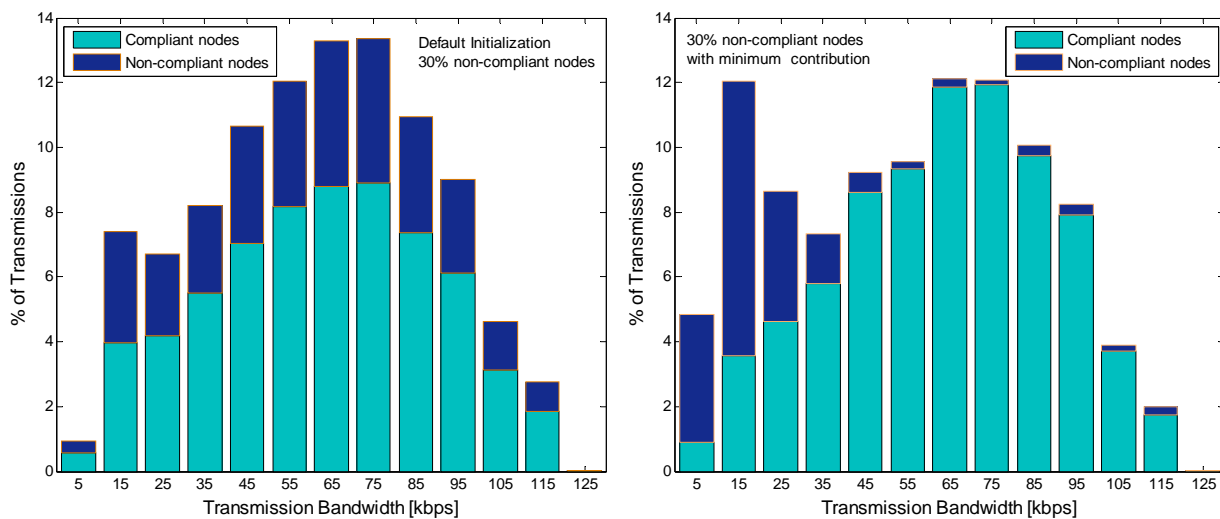 14
12
10
8
6
4
2
0
% of Transmissions
Compliant nodes
Non-compliant nodes
Default Initialization
30% non-compliant nodes
5 15 25 35 45 55 65 75 85 95 105 115 125
Transmission Bandwidth [kbps]
14
12
10
8
6
4
2
0
% of Transmissions
30% non-compliant nodes
with minimum contribution
Compliant nodes
Non-compliant nodes
5 15 25 35 45 55 65 75 85 95 105 115 125
Transmission Bandwidth [kbps]